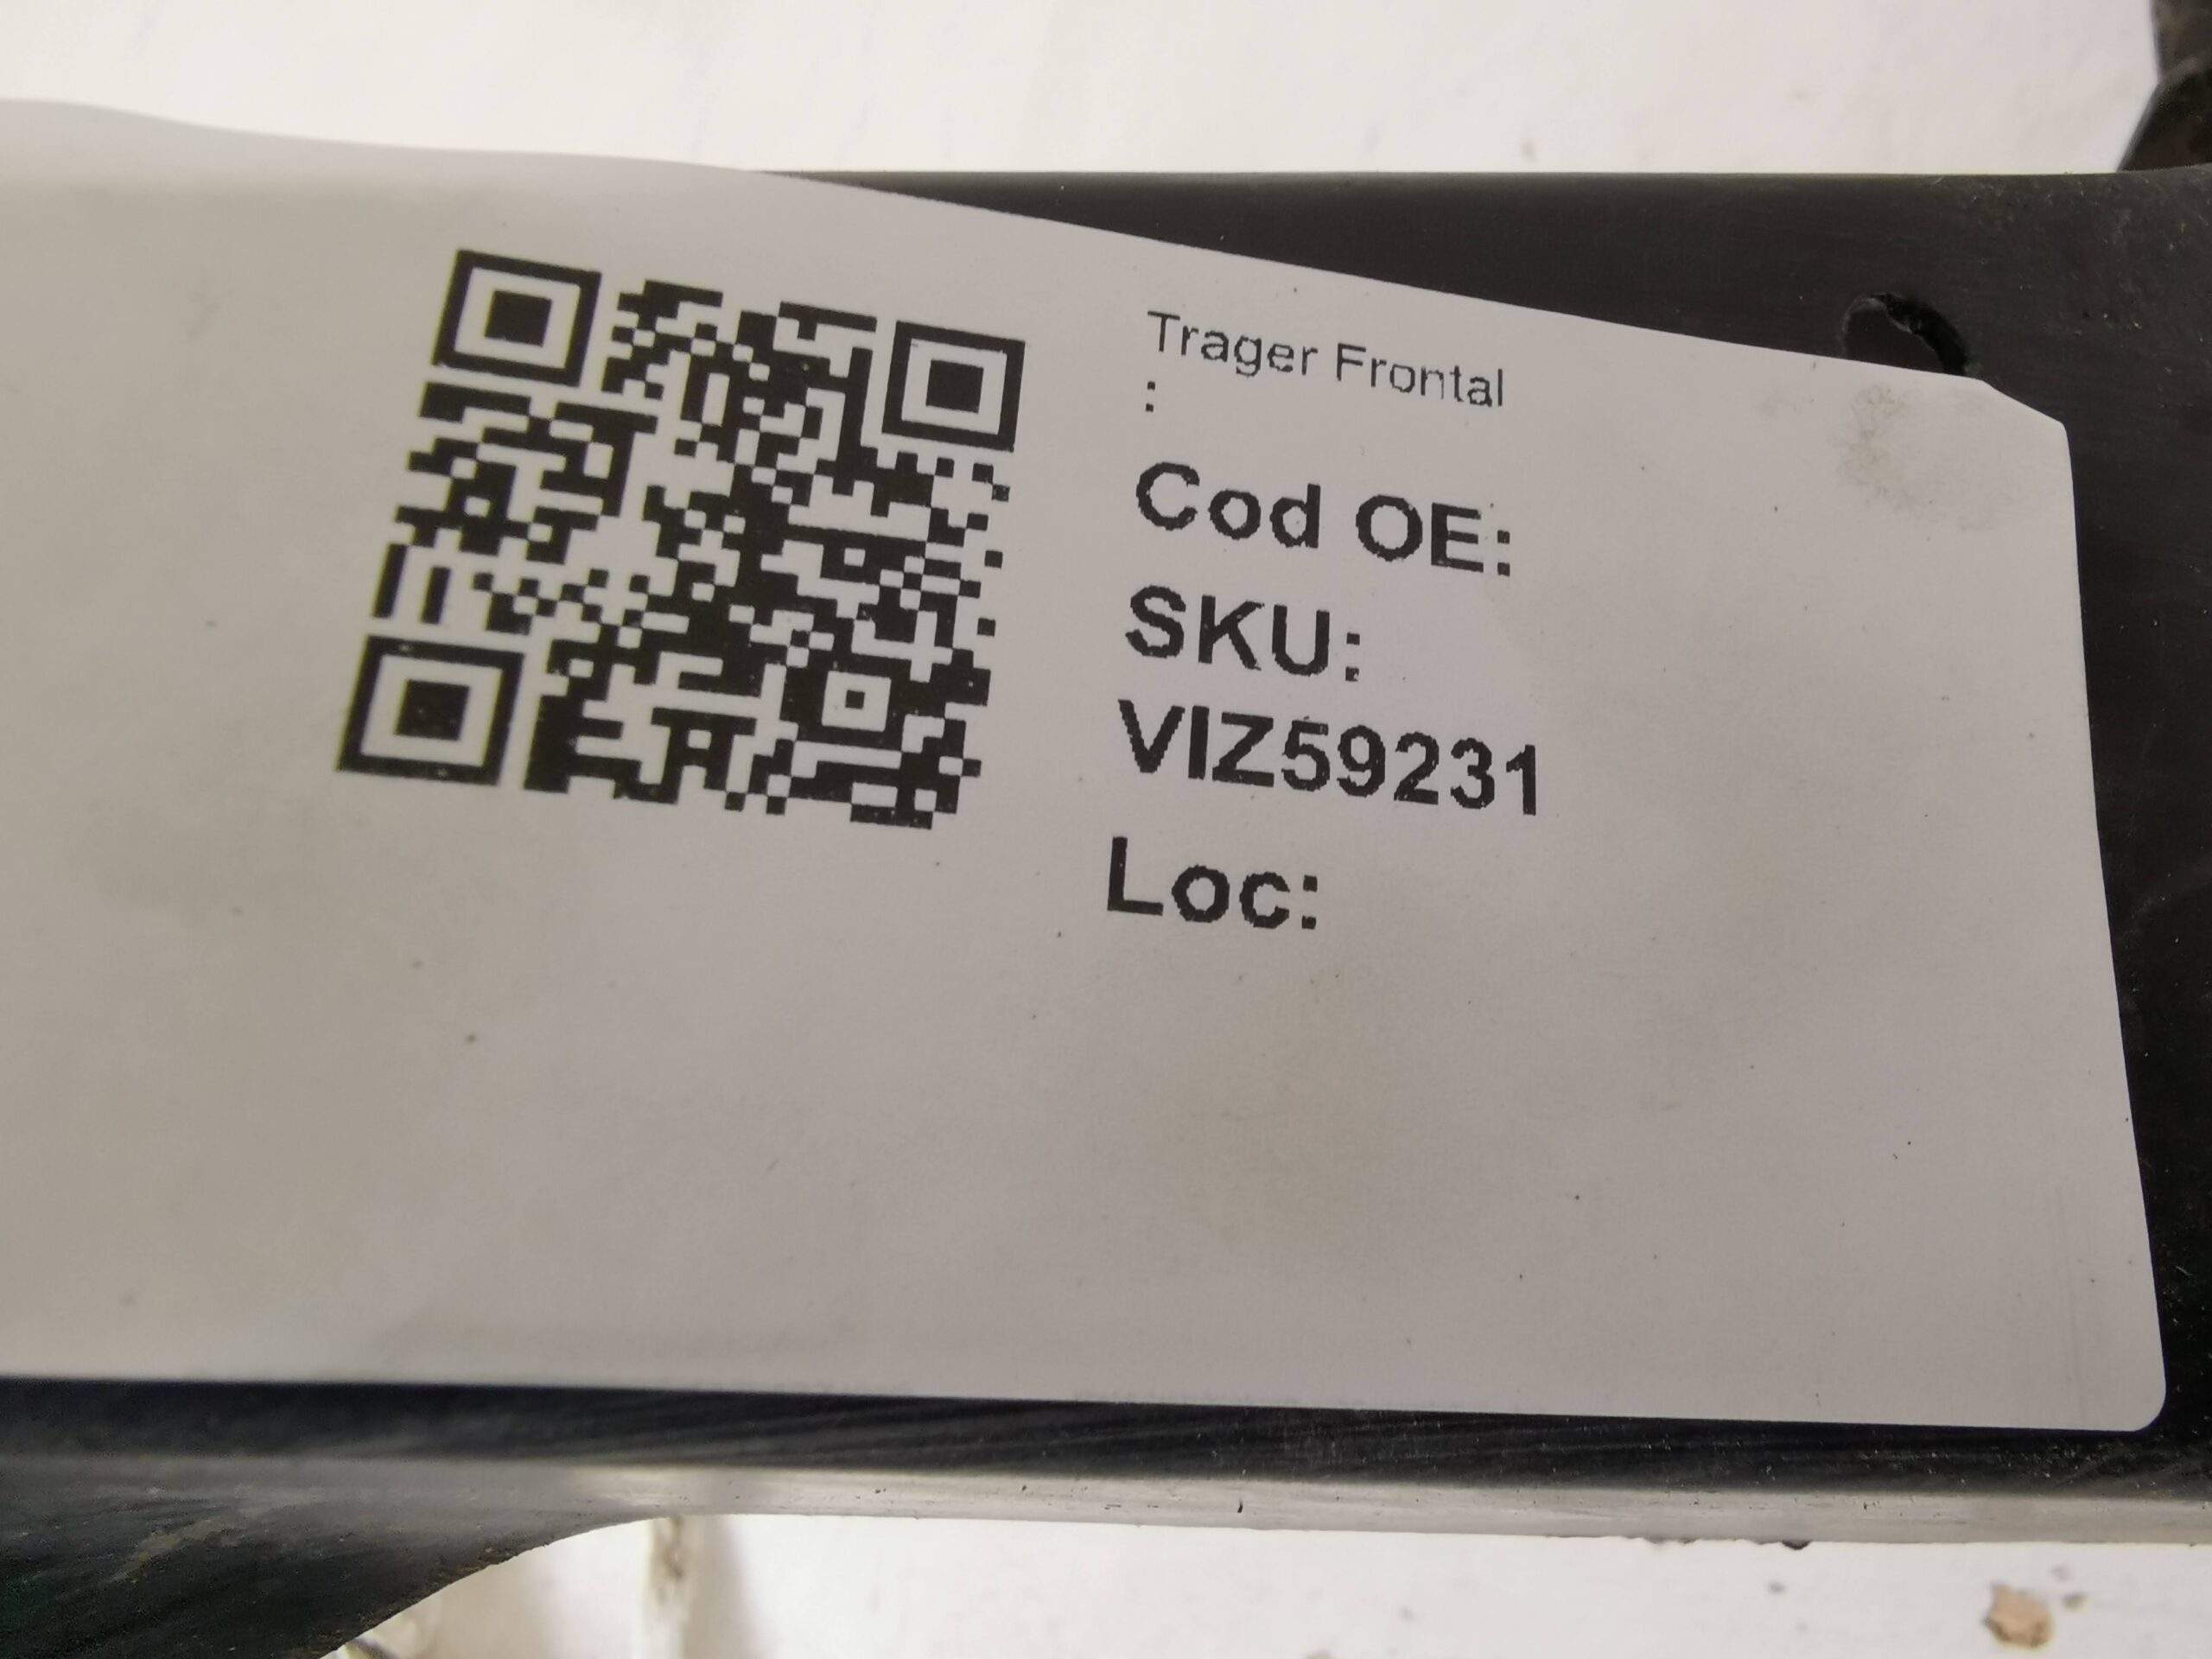 Trager Frontal
:
Cod OE:
SKU:
VIZ59231
Loc: